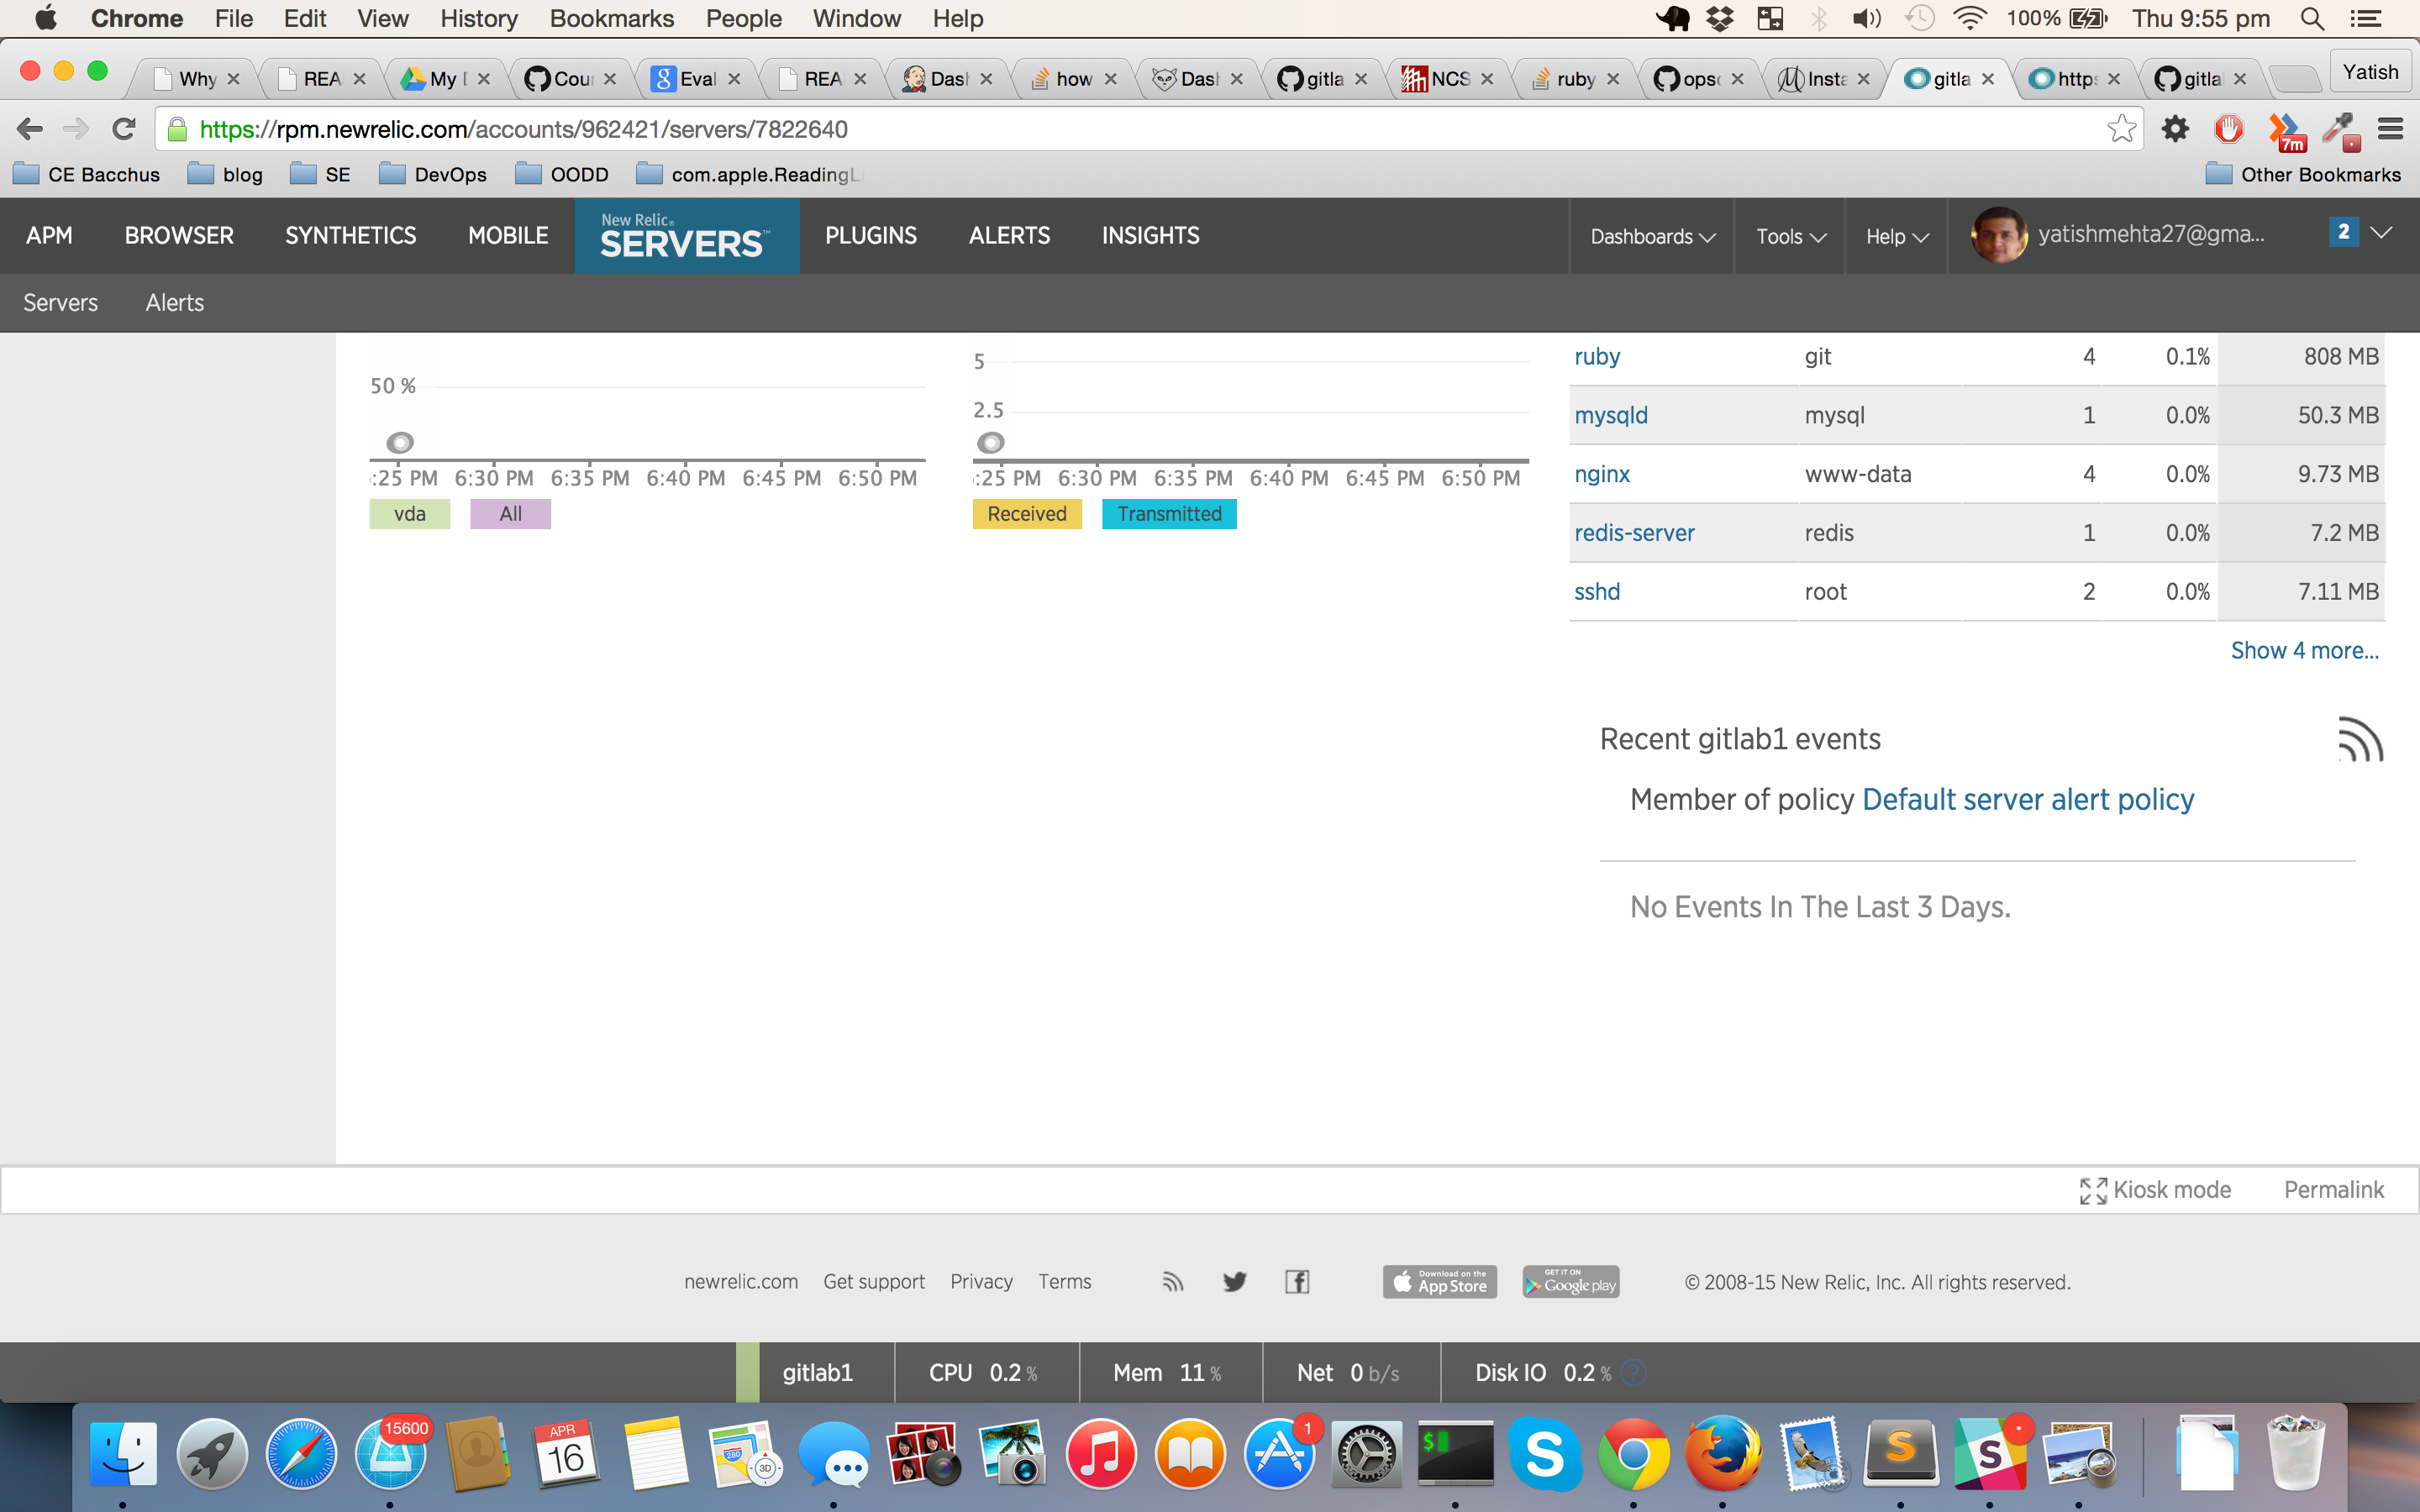 Chrome File Edit View History Bookmarks People Window Help 100% Thu 9:55 pm
Why REA My Cour Eval REA Dash how Dash gitla NCS ruby ops Insta gitla http gitla Yatish
https://rpm.newrelic.com/accounts/962421/servers/7822640 7m
CE Bacchus blog SE DevOps OODD com.apple.ReadingLi Other Bookmarks
APM BROWSER SYNTHETICS MOBILE New Relic® SERVERS™ PLUGINS ALERTS INSIGHTS Dashboards Tools Help yatishmehta27@gma... 2
Servers Alerts
50 %
:25 PM 6:30 PM 6:35 PM 6:40 PM 6:45 PM 6:50 PM
vda All
5
2.5
:25 PM 6:30 PM 6:35 PM 6:40 PM 6:45 PM 6:50 PM
Received Transmitted
ruby git 4 0.1% 808 MB
mysqld mysql 1 0.0% 50.3 MB
nginx www-data 4 0.0% 9.73 MB
redis-server redis 1 0.0% 7.2 MB
sshd root 2 0.0% 7.11 MB
Show 4 more...
Recent gitlab1 events
Member of policy Default server alert policy
No Events In The Last 3 Days.
Kiosk mode Permalink
newrelic.com Get support Privacy Terms Download on the App Store GET IT ON Google play © 2008-15 New Relic, Inc. All rights reserved.
gitlab1 CPU 0.2 % Mem 11 % Net 0 b/s Disk IO 0.2 % ?
15600 APR 16 280 3D 1 $ S S S